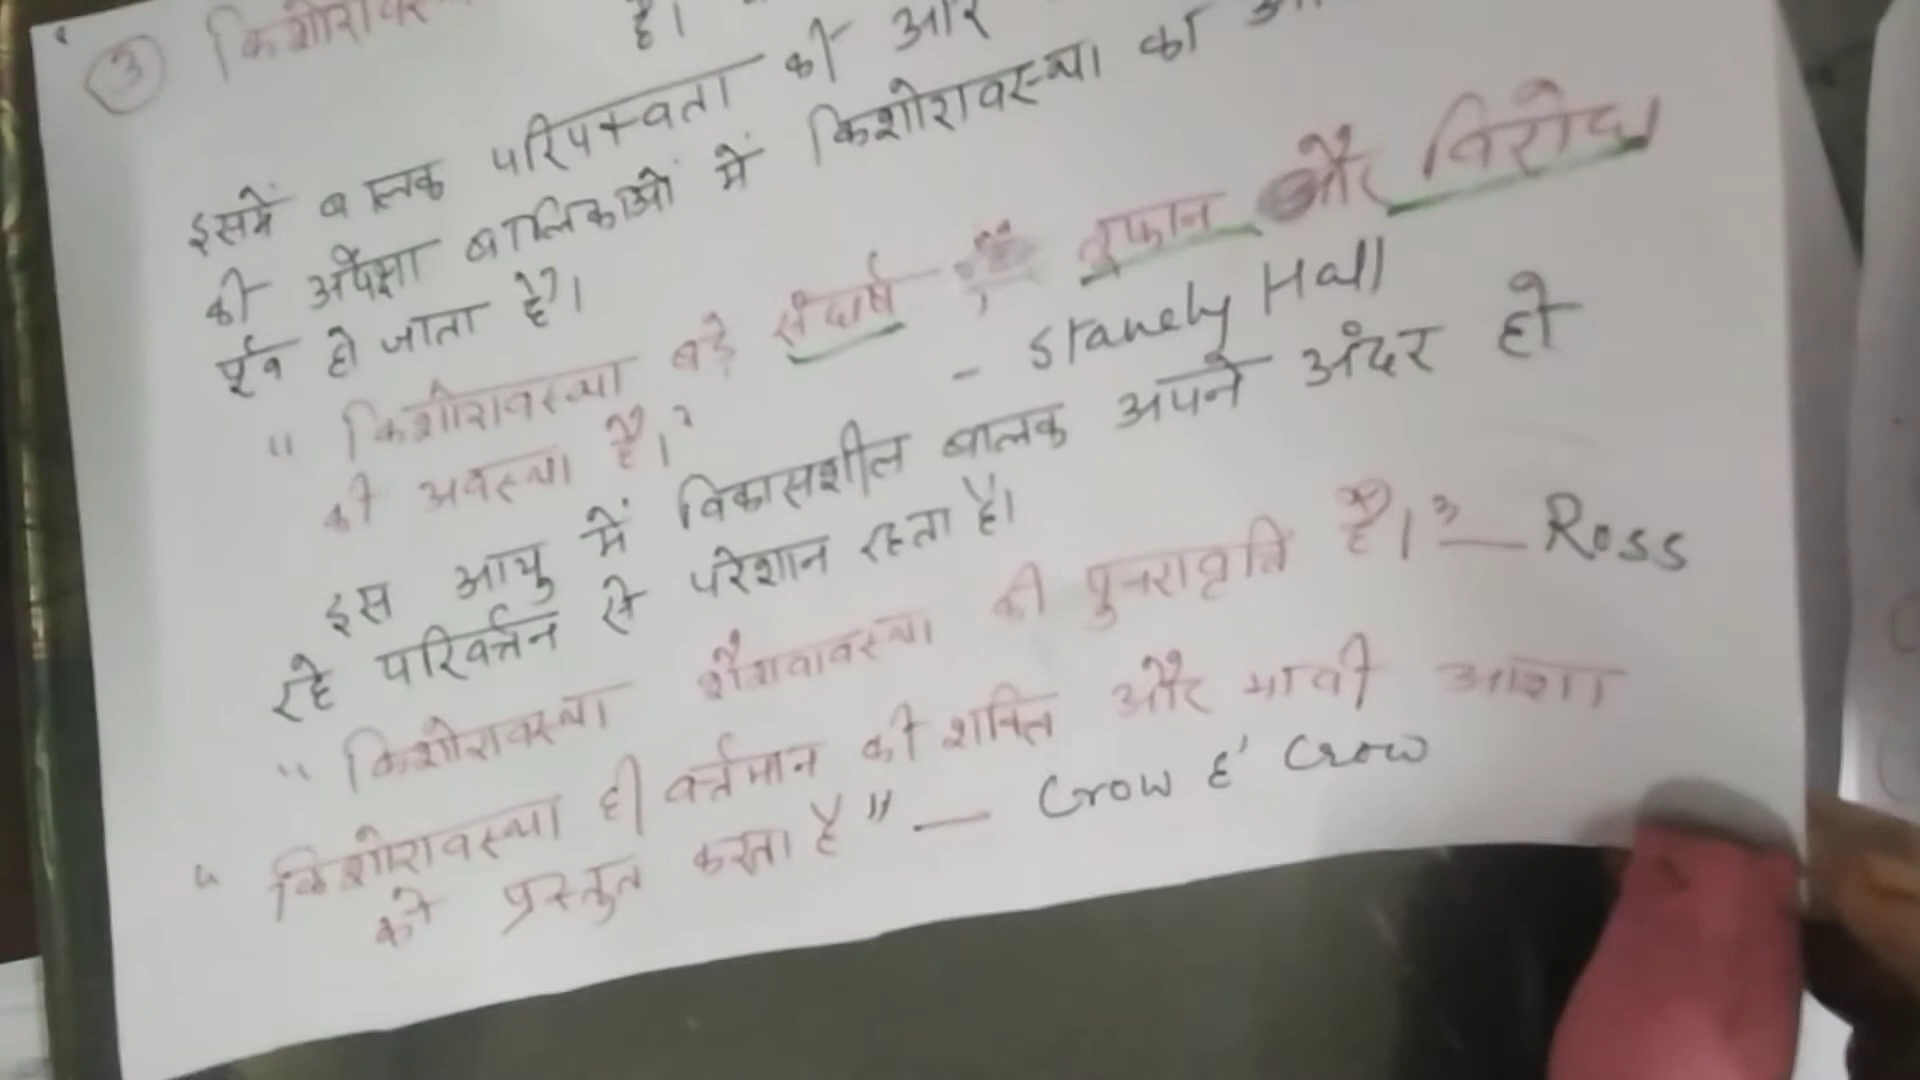 ③ किशोरावस्
है।
इसमें बालक परिपक्वता की और
की अपेक्षा बालिकाओं में किशोरावस्था का आ
पूर्व हो जाता है।
"किशोरावस्था बड़े संघर्ष, तूफान और विरोध
की अवस्था है।"
- Stanely Hall
इस आयु में विकासशील बालक अपने अंदर हो
रहे परिवर्त्तन से परेशान रहता है।
"किशोरावस्था शैशवावस्था की पुनरावृत्ति है।" — Ross
"किशोरावस्था ही वर्त्तमान की शक्ति और भावी आशा
को प्रस्तुत करता है" — Crow & Crow